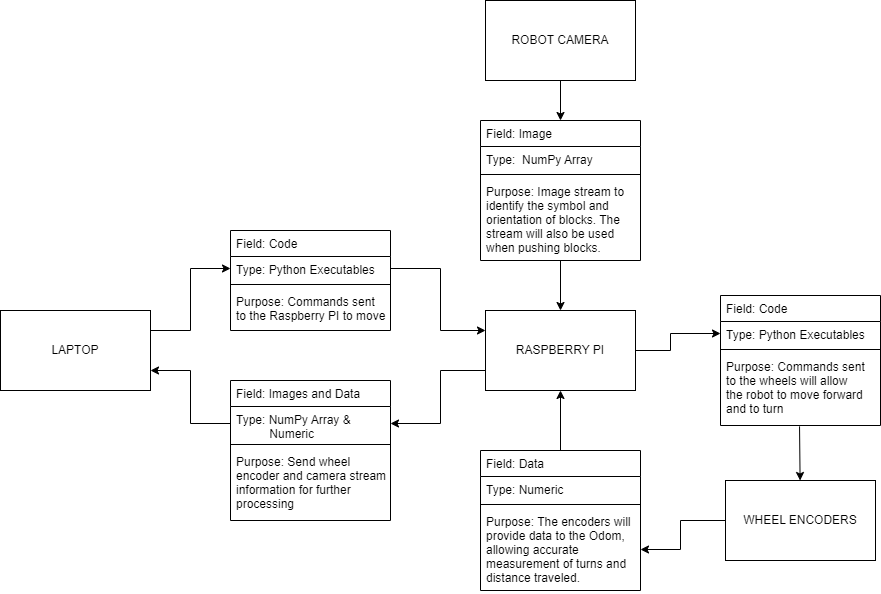 ROBOT CAMERA
Field: Image
Type:  NumPy Array
Purpose: Image stream to
identify the symbol and
orientation of blocks. The
stream will also be used
when pushing blocks.
Field: Code
Type: Python Executables
Purpose: Commands sent
to the Raspberry PI to move
LAPTOP
RASPBERRY PI
Field: Code
Type: Python Executables
Purpose: Commands sent
to the wheels will allow
the robot to move forward
and to turn
Field: Images and Data
Type: NumPy Array &
Numeric
Purpose: Send wheel
encoder and camera stream
information for further
processing
Field: Data
Type: Numeric
Purpose: The encoders will
provide data to the Odom,
allowing accurate
measurement of turns and
distance traveled.
WHEEL ENCODERS